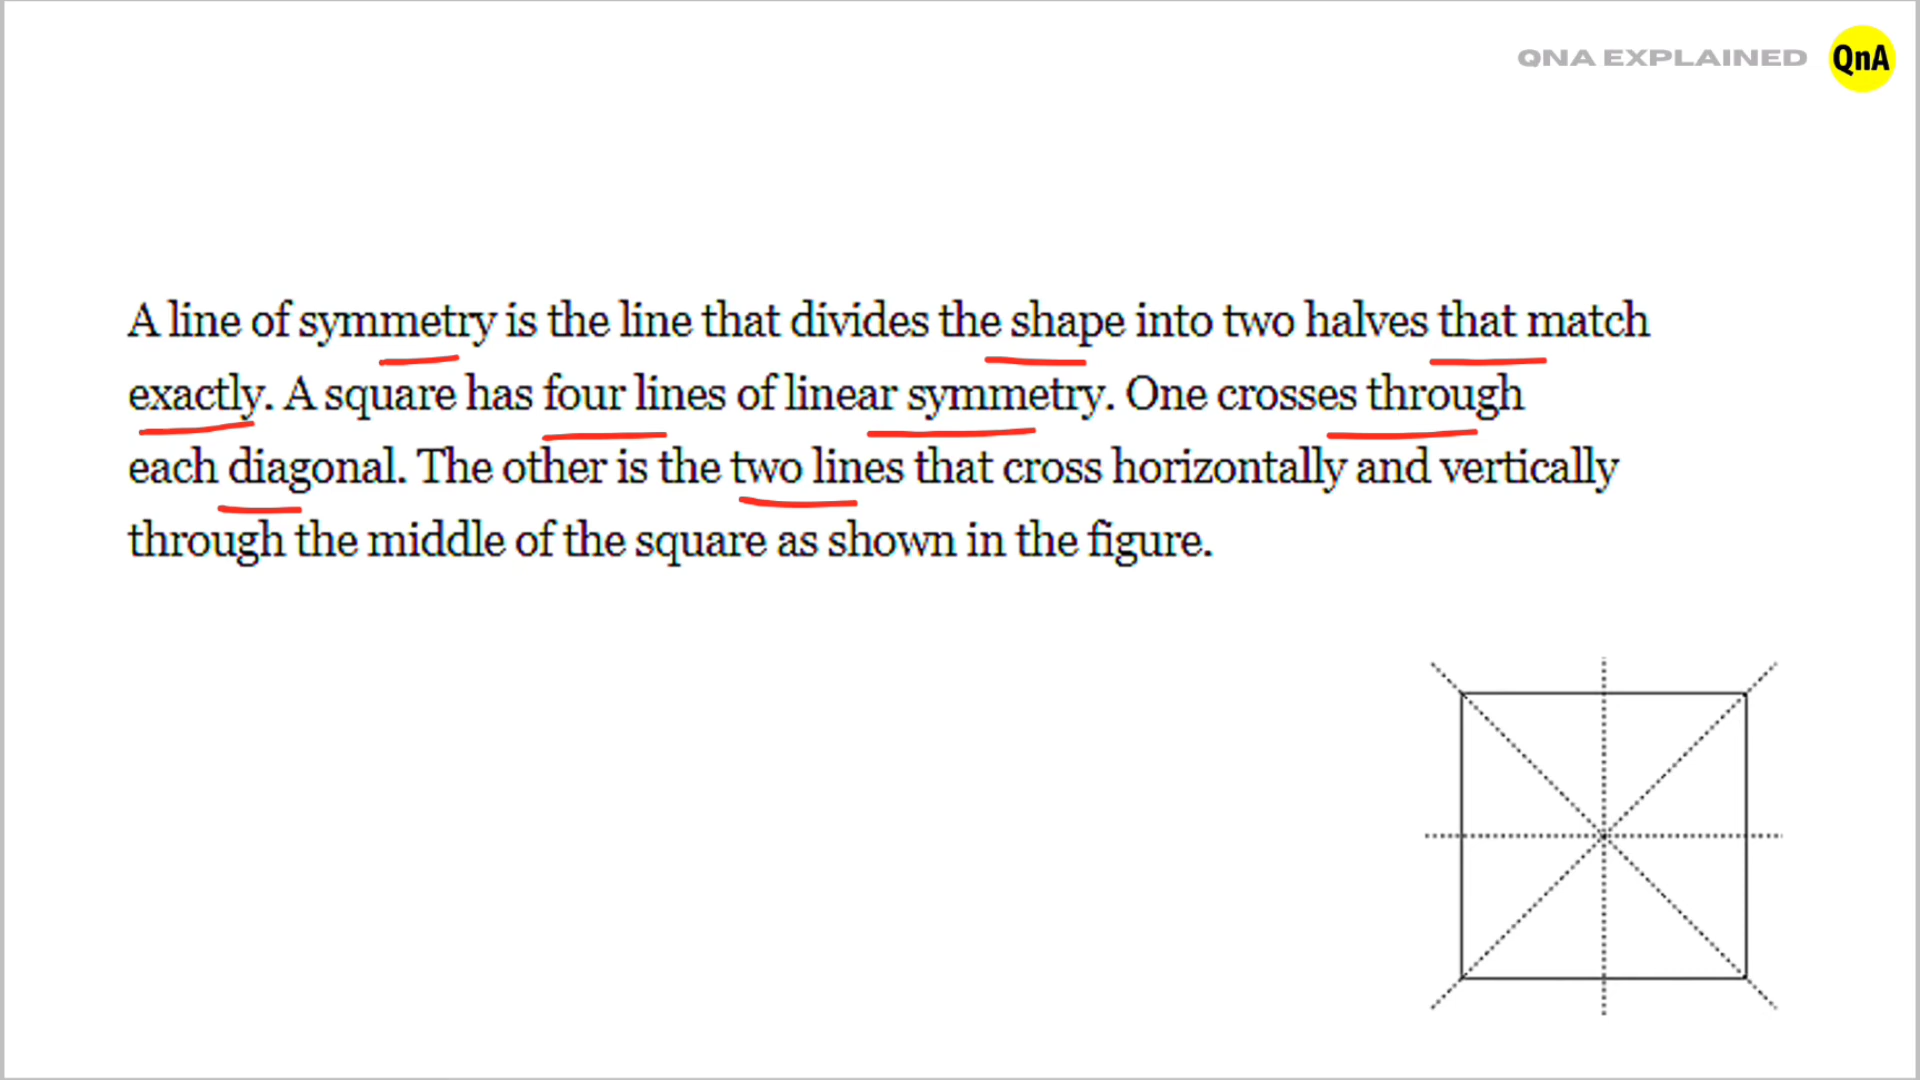 QNA EXPLAINED QnA
A line of symmetry is the line that divides the shape into two halves that match
exactly. A square has four lines of linear symmetry. One crosses through
each diagonal. The other is the two lines that cross horizontally and vertically
through the middle of the square as shown in the figure.